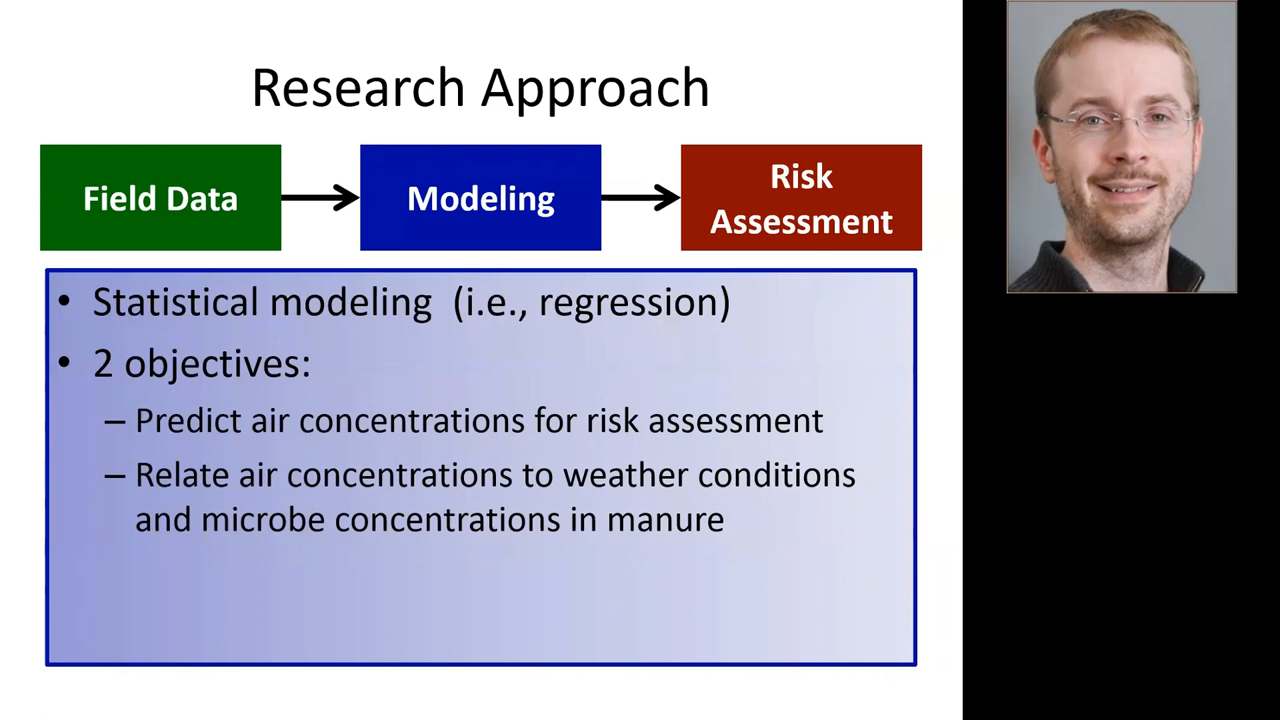 Research Approach
Field Data
Modeling
Risk
Assessment
• Statistical modeling (i.e., regression)
• 2 objectives:
– Predict air concentrations for risk assessment
– Relate air concentrations to weather conditions
and microbe concentrations in manure